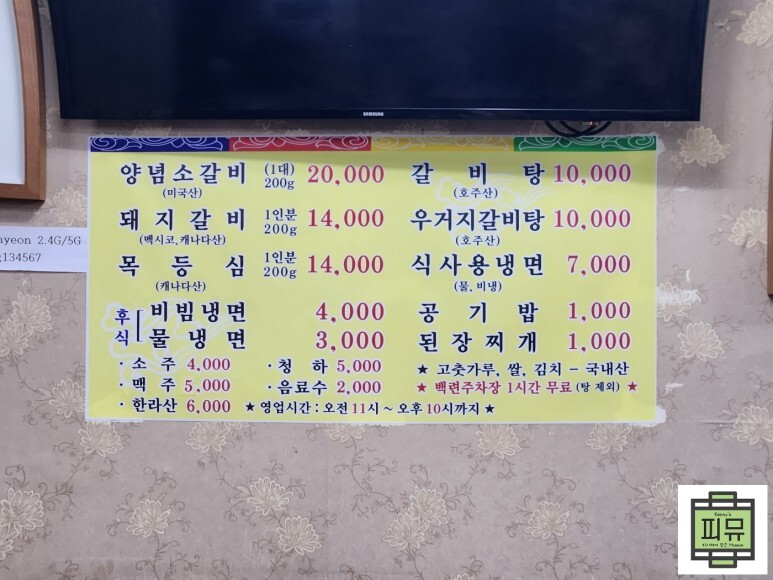 SAMSUNG
nyeon 2.4G/5G
134567
양념소갈비 (1대) 200g 20,000
(미국산)
돼지갈비 1인분 200g 14,000
(멕시코, 캐나다산)
목등심 1인분 200g 14,000
(캐나다산)
후식 비빔냉면 4,000
물냉면 3,000
· 소주 4,000 · 청하 5,000
· 맥주 5,000 · 음료수 2,000
· 한라산 6,000
갈비탕 10,000
(호주산)
우거지갈비탕 10,000
(호주산)
식사용냉면 7,000
(물, 비냉)
공기밥 1,000
된장찌개 1,000
★ 고춧가루, 쌀, 김치 - 국내산
★ 백련주차장 1시간 무료 (탕 제외) ★
★ 영업시간 : 오전 11시 ~ 오후 10시까지 ★
Kenny's
피뮤